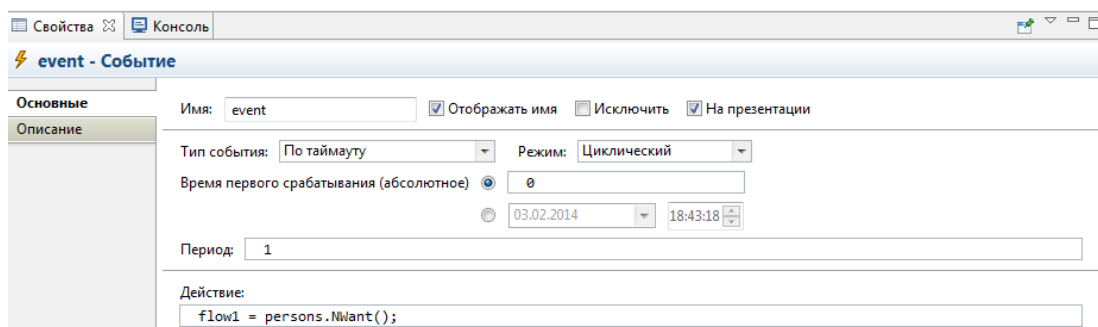 Свойства Консоль
event - Событие
Основные
Описание
Имя: event Отображать имя Исключить На презентации
Тип события: По таймауту Режим: Циклический
Время первого срабатывания (абсолютное) 0
03.02.2014 18:43:18
Период: 1
Действие:
flow1 = persons.NWant();